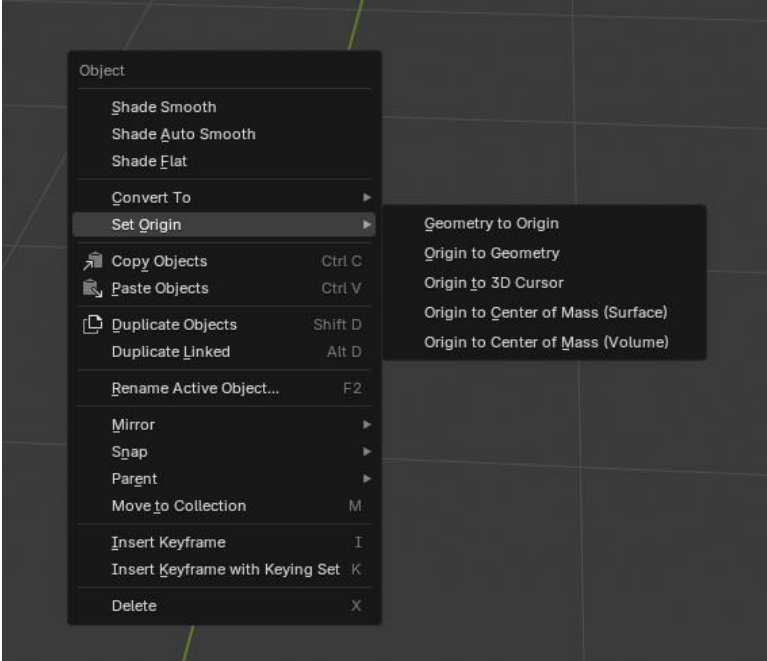 Object
Shade Smooth
Shade Auto Smooth
Shade Flat
Convert To
Set Origin
Geometry to Origin
Origin to Geometry
Origin to 3D Cursor
Origin to Center of Mass (Surface)
Origin to Center of Mass (Volume)
Copy Objects Ctrl C
Paste Objects Ctrl V
Duplicate Objects Shift D
Duplicate Linked Alt D
Rename Active Object... F2
Mirror
Snap
Parent
Move to Collection M
Insert Keyframe I
Insert Keyframe with Keying Set K
Delete X